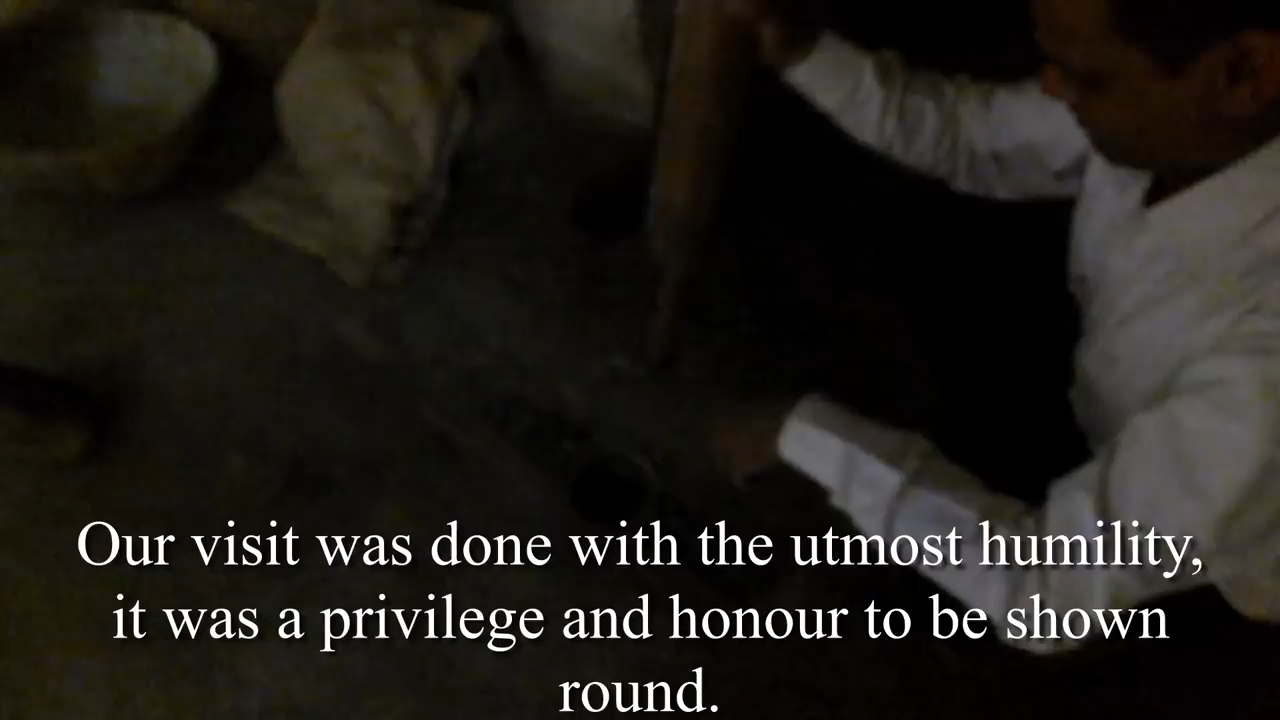 Our visit was done with the utmost humility,
it was a privilege and honour to be shown
round.